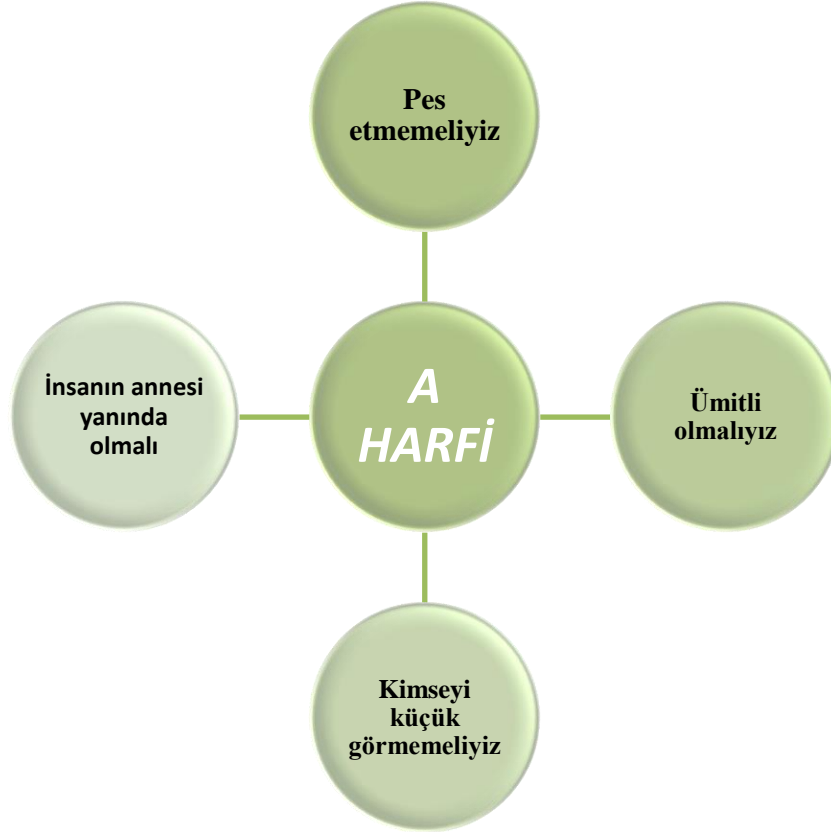 Pes
etmemeliyiz
İnsanın annesi
yanında
olmalı
A
HARFİ
Ümitli
olmalıyız
Kimseyi
küçük
görmemeliyiz